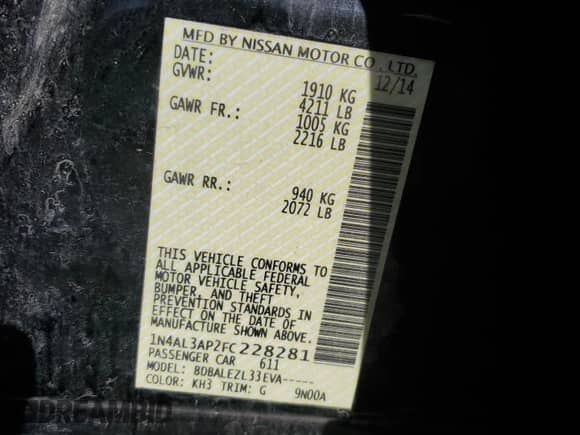 MFD BY NISSAN MOTOR CO., LTD.
DATE: 12/14
GVWR: 1910 KG
4211 LB
GAWR FR.: 1005 KG
2216 LB
GAWR RR.: 940 KG
2072 LB
THIS VEHICLE CONFORMS TO
ALL APPLICABLE FEDERAL
MOTOR VEHICLE SAFETY,
BUMPER, AND THEFT
PREVENTION STANDARDS IN
EFFECT ON THE DATE OF
MANUFACTURE SHOWN ABOVE.
1N4AL3AP2FC228281
PASSENGER CAR 611
MODEL: BDBALEZL33EVA-----
COLOR: KH3 TRIM: G 9N00A
DREAMBID